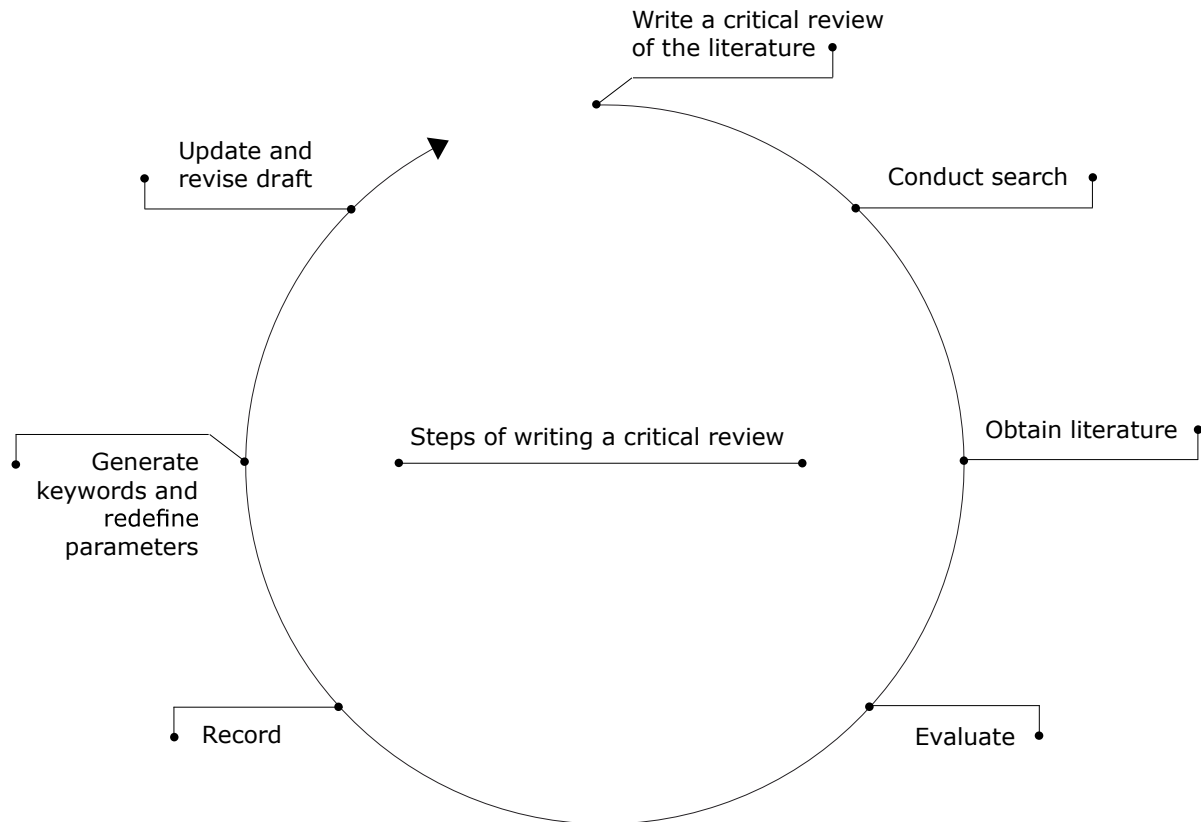 Write a critical review
of the literature
Conduct search
Obtain literature
Evaluate
Record
Generate
keywords and
redefine
parameters
Update and
revise draft
Steps of writing a critical review